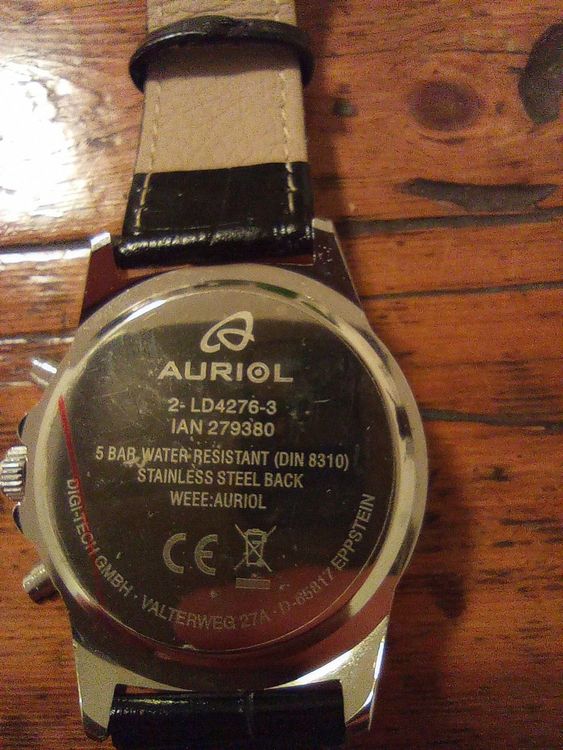 AURIOL
2- LD4276-3
IAN 279380
5 BAR WATER RESISTANT (DIN 8310)
STAINLESS STEEL BACK
WEEE:AURIOL
CE
DIGI-TECH GMBH · VALTERWEG 27A · D-65817 EPPSTEIN